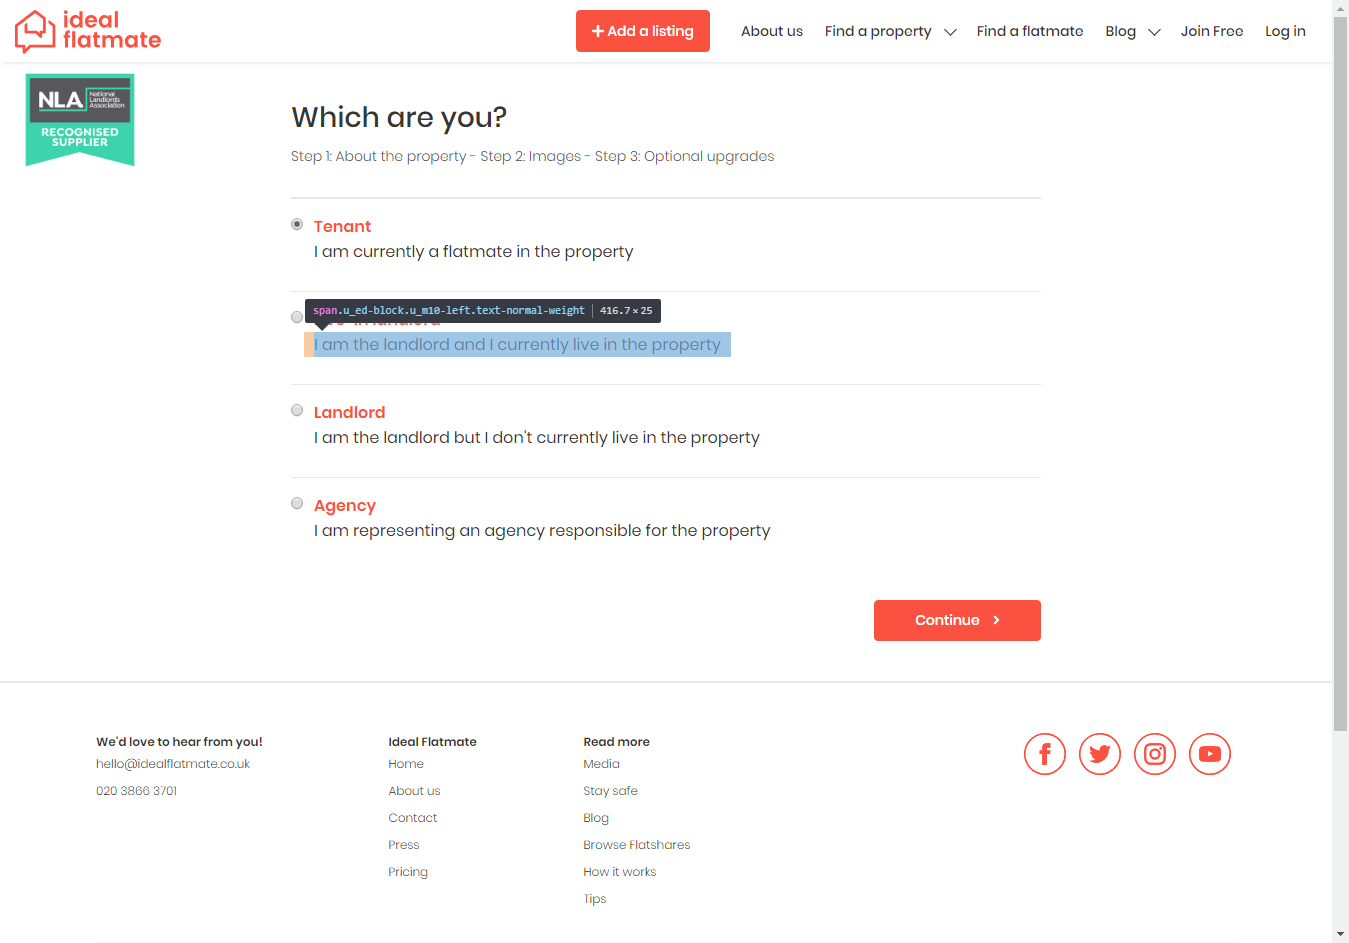 ideal
flatmate
Add a listing
About us
Find a property
Find a flatmate
Blog
Join Free
Log in
NLA National Landlords Association
RECOGNISED
SUPPLIER
Which are you?
Step 1: About the property - Step 2: Images - Step 3: Optional upgrades
Tenant
I am currently a flatmate in the property
span.u_ed-block.u_m10-left.text-normal-weight 416.7 × 25
I am the landlord and I currently live in the property
Landlord
I am the landlord but I don't currently live in the property
Agency
I am representing an agency responsible for the property
Continue
We'd love to hear from you!
hello@idealflatmate.co.uk
020 3866 3701
Ideal Flatmate
Home
About us
Contact
Press
Pricing
Read more
Media
Stay safe
Blog
Browse Flatshares
How it works
Tips